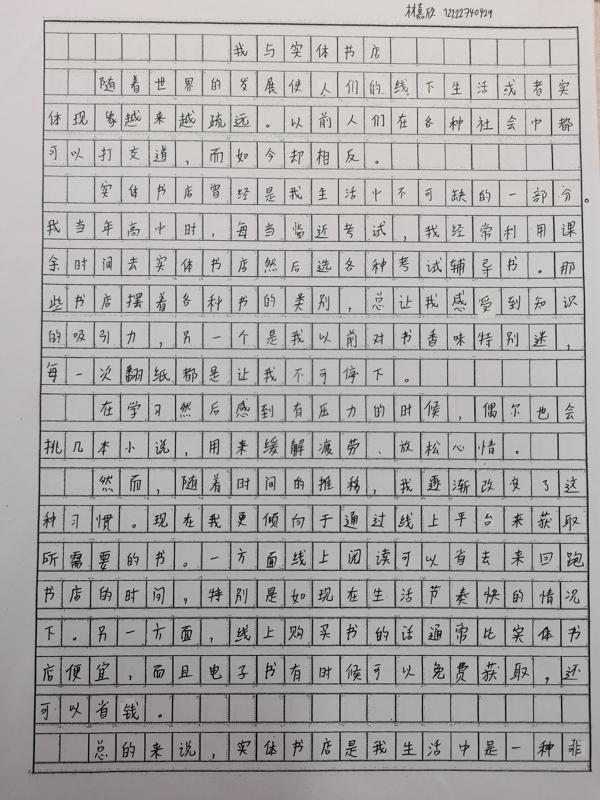 林嘉欣 12222740429
我与实体书店
随着世界的发展使人们的线下生活或者实
体现象越来越疏远。以前人们在各种社会中都
可以打交道，而如今却相反。
实体书店曾经是我生活中不可缺的一部分。
我当年高中时，每当临近考试，我经常利用课
余时间去实体书店然后选各种考试辅导书。那
些书店摆着各种书的类别，总让我感受到知识
的吸引力，另一个是我以前对书香味特别迷，
每一次翻纸都是让我不可停下。
在学习然后感到有压力的时候，偶尔也会
挑几本小说，用来缓解疲劳、放松心情。
然而，随着时间的推移，我逐渐改变了这
种习惯。现在我更倾向于通过线上平台来获取
所需要的书。一方面线上阅读可以省去来回跑
书店的时间，特别是如现在生活节奏快的情况
下。另一方面，线上购买书的话通常比实体书
店便宜，而且电子书有时候可以免费获取，还
可以省钱。
总的来说，实体书店是我生活中是一种非